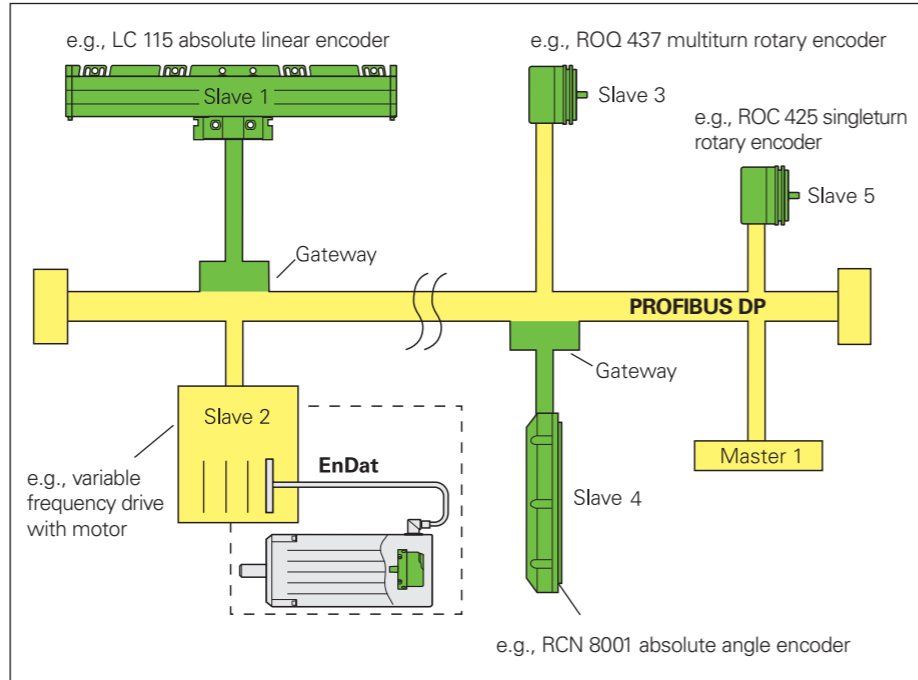 e.g., LC 115 absolute linear encoder
Slave 1
e.g., ROQ 437 multiturn rotary encoder
Slave 3
e.g., ROC 425 singleturn
rotary encoder
Slave 5
Gateway
PROFIBUS DP
Gateway
Slave 2
e.g., variable
frequency drive
with motor
EnDat
Master 1
Slave 4
e.g., RCN 8001 absolute angle encoder